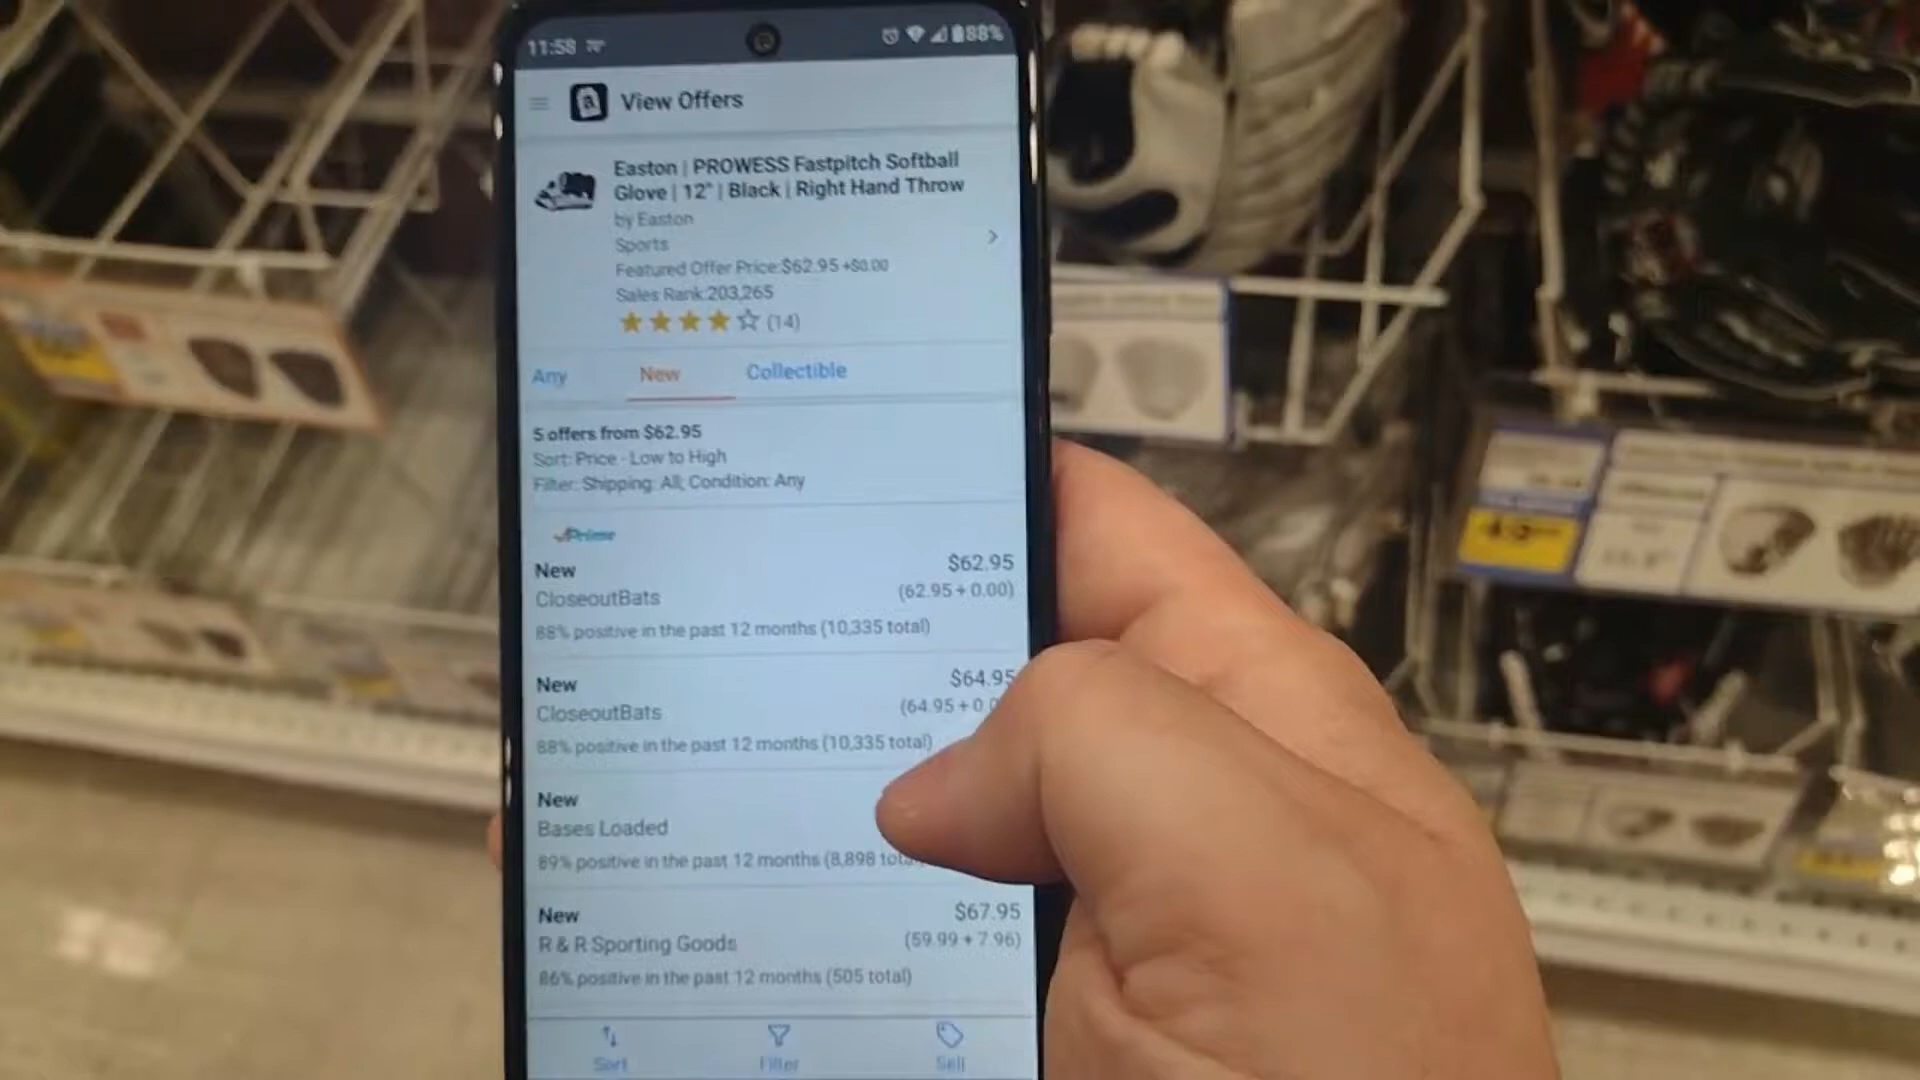 11:58
88%
View Offers
Easton | PROWESS Fastpitch Softball
Glove | 12" | Black | Right Hand Throw
by Easton
Sports
Featured Offer Price:$62.95 +$0.00
Sales Rank:203,265
(14)
Any New Collectible
5 offers from $62.95
Sort: Price - Low to High
Filter: Shipping: All; Condition: Any
Prime
New $62.95
CloseoutBats (62.95 + 0.00)
88% positive in the past 12 months (10,335 total)
New $64.95
CloseoutBats (64.95 + 0.0
88% positive in the past 12 months (10,335 total)
New
Bases Loaded
89% positive in the past 12 months (8,898
New $67.95
R & R Sporting Goods (59.99 + 7.96)
86% positive in the past 12 months (505 total)
Sort Filter Sell